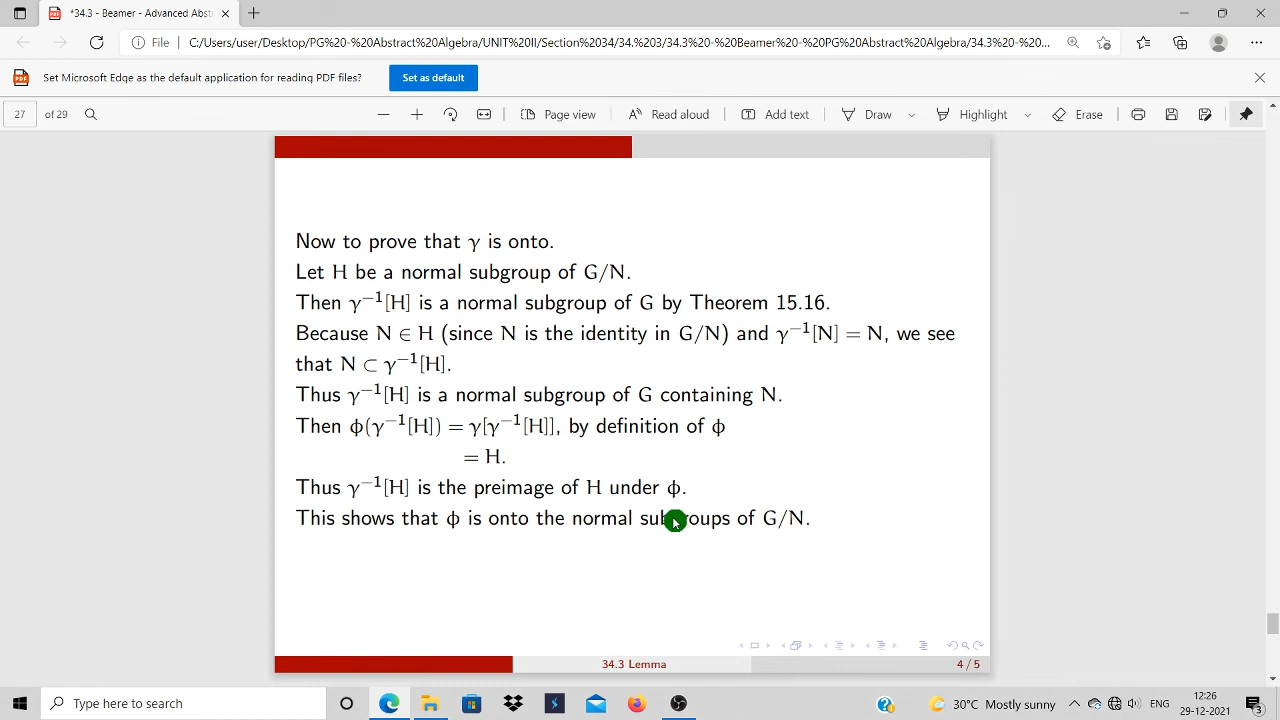 *34.3 - Beamer - Advanced Abst
File
C:/Users/user/Desktop/PG%20-%20Abstract%20Algebra/UNIT%20II/Section%2034/34.3/34.3%20-%20Beamer%20-%20PG%20Abstract%20Algebra/34.3%20-%20...
Set Microsoft Edge as the default application for reading PDF files?
Set as default
27 of 29
Page view
Read aloud
Add text
Draw
Highlight
Erase
Now to prove that γ is onto.
Let H be a normal subgroup of G/N.
Then γ⁻¹[H] is a normal subgroup of G by Theorem 15.16.
Because N ∈ H (since N is the identity in G/N) and γ⁻¹[N] = N, we see
that N ⊂ γ⁻¹[H].
Thus γ⁻¹[H] is a normal subgroup of G containing N.
Then ϕ(γ⁻¹[H]) = γ[γ⁻¹[H]], by definition of ϕ
= H.
Thus γ⁻¹[H] is the preimage of H under ϕ.
This shows that ϕ is onto the normal subgroups of G/N.
34.3 Lemma
4 / 5
Type here to search
30°C Mostly sunny
ENG
12:26
29-12-2021
3